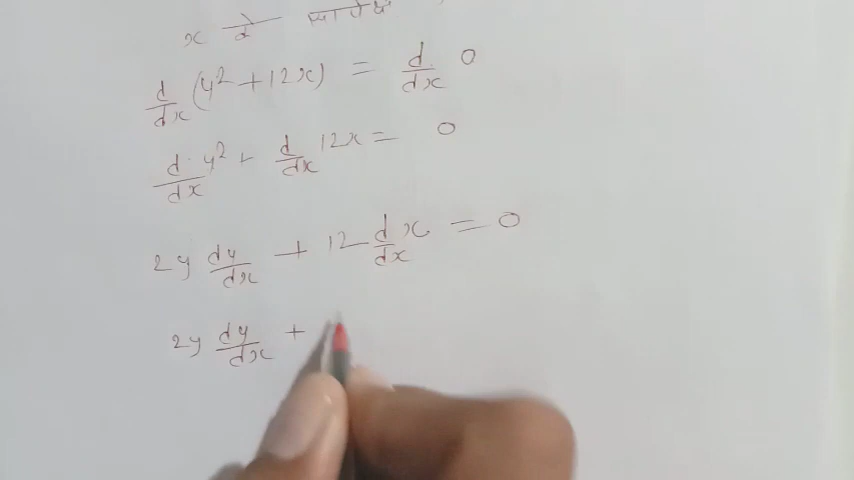 x के सापेक्ष
d/dx (y² + 12x) = d/dx 0
d/dx y² + d/dx 12x = 0
2y dy/dx + 12 d/dx x = 0
2y dy/dx +